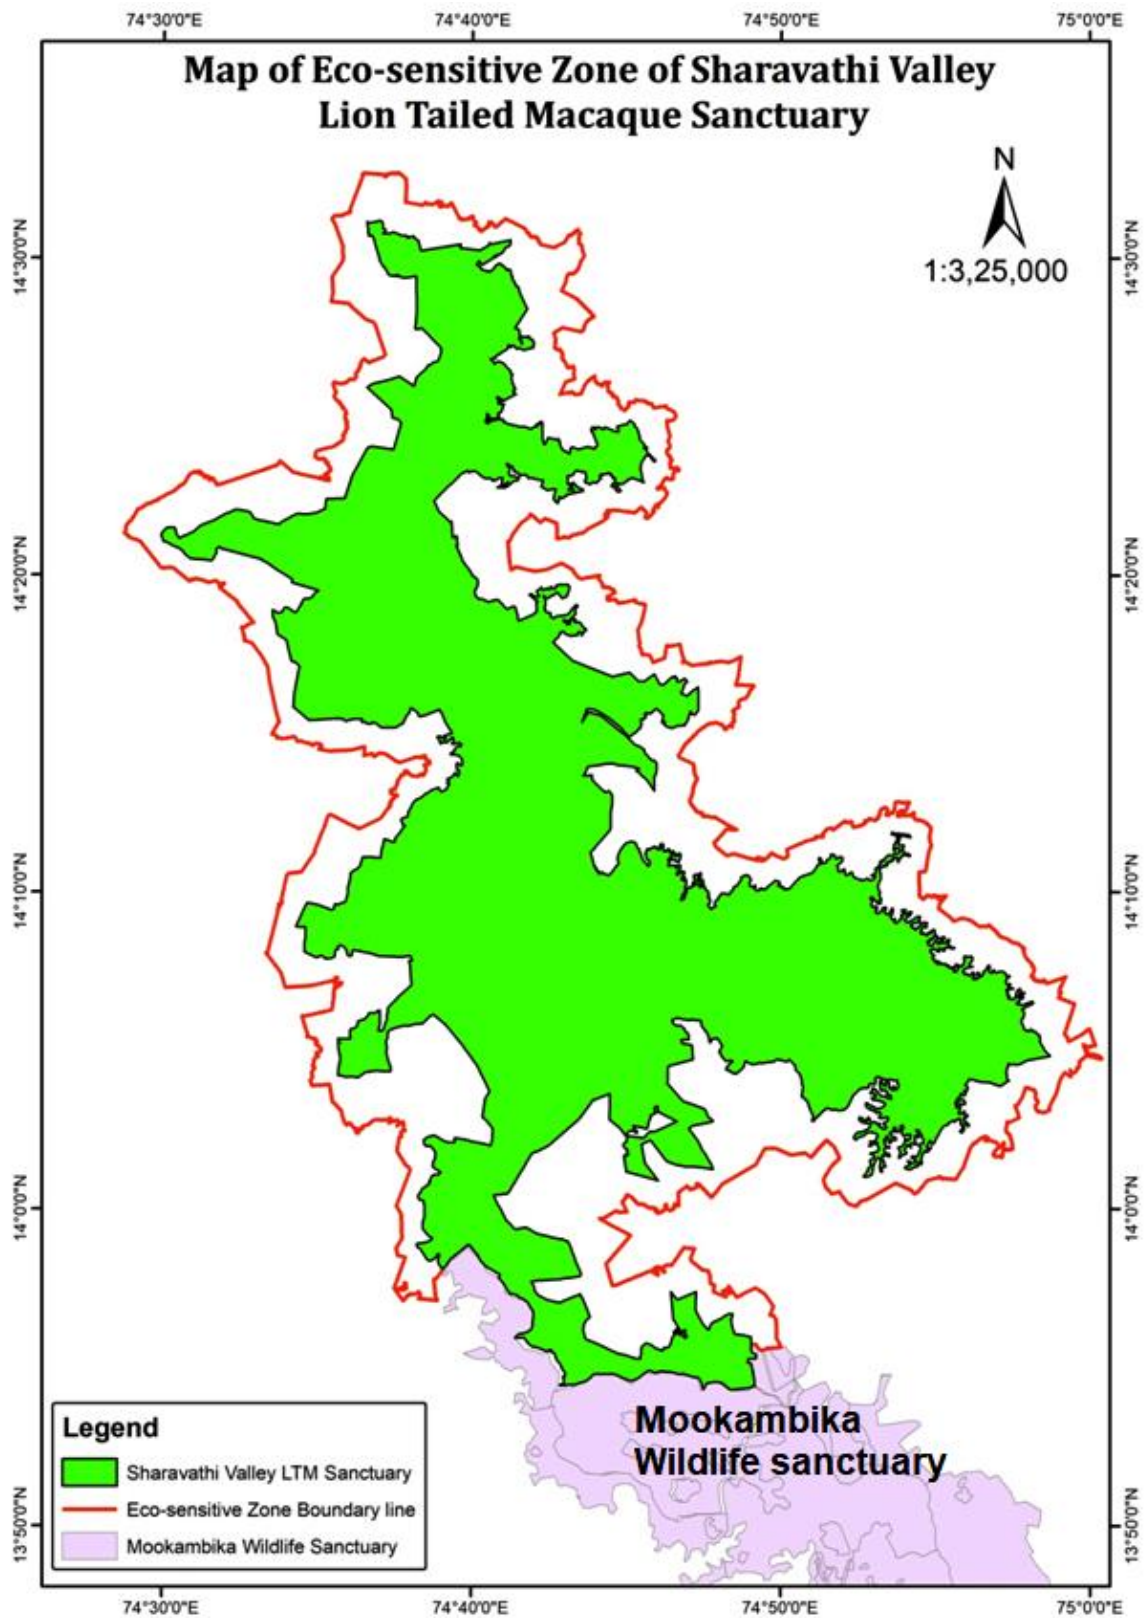 74°30'0"E 74°40'0"E 74°50'0"E 75°0'0"E
Map of Eco-sensitive Zone of Sharavathi Valley
Lion Tailed Macaque Sanctuary
N
1:3,25,000
14°30'0"N 14°30'0"N
14°20'0"N 14°20'0"N
14°10'0"N 14°10'0"N
14°0'0"N 14°0'0"N
Mookambika
Wildlife sanctuary
Legend
Sharavathi Valley LTM Sanctuary
Eco-sensitive Zone Boundary line
Mookambika Wildlife Sanctuary
13°50'0"N 13°50'0"N
74°30'0"E 74°40'0"E 74°50'0"E 75°0'0"E